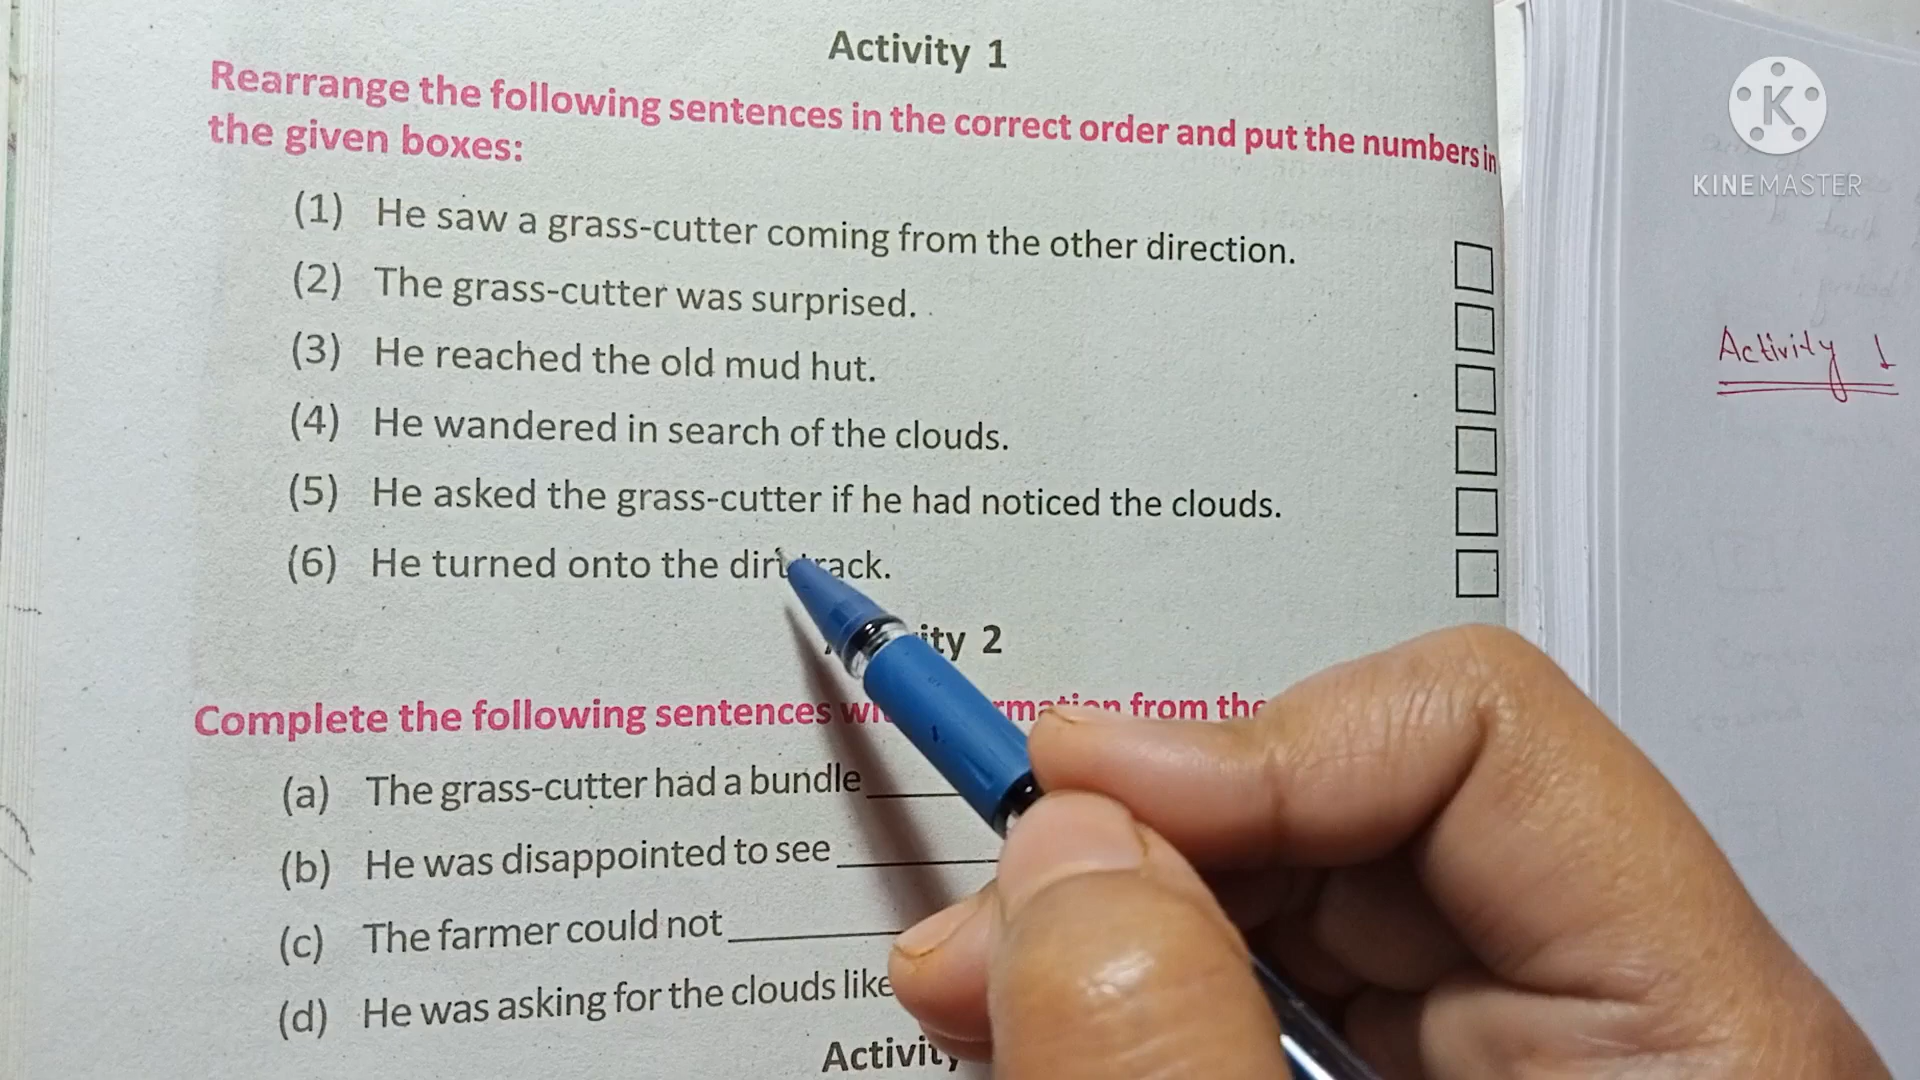 Activity 1
Rearrange the following sentences in the correct order and put the numbers in
the given boxes:
(1) He saw a grass-cutter coming from the other direction.
(2) The grass-cutter was surprised.
(3) He reached the old mud hut.
(4) He wandered in search of the clouds.
(5) He asked the grass-cutter if he had noticed the clouds.
(6) He turned onto the dirt track.
2
Complete the following sentences from the
(a) The grass-cutter had a bundle
(b) He was disappointed to see
(c) The farmer could not
(d) He was asking for the clouds like
Activity
KINEMASTER
Activity 1